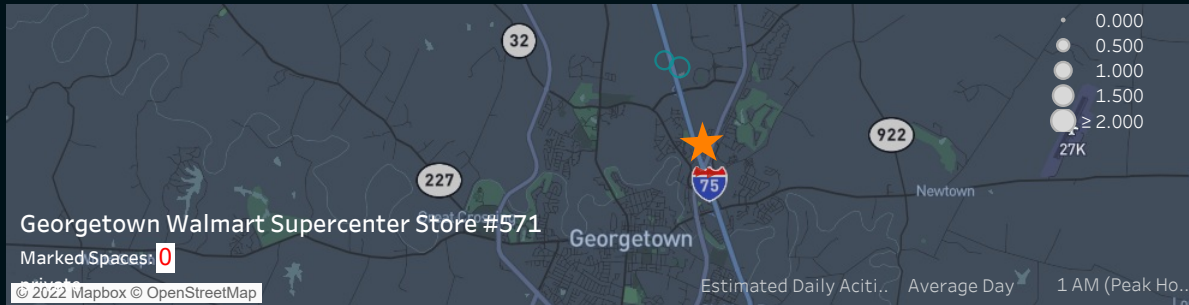 0.000
32
0.500
1.000
1.500
≥ 2.000
922
27K
227
75
Newtown
Georgetown Walmart Supercenter Store #571
Georgetown
Marked Spaces: 0
private
© 2022 Mapbox © OpenStreetMap
Estimated Daily Aciti.. Average Day 1 AM (Peak Ho..